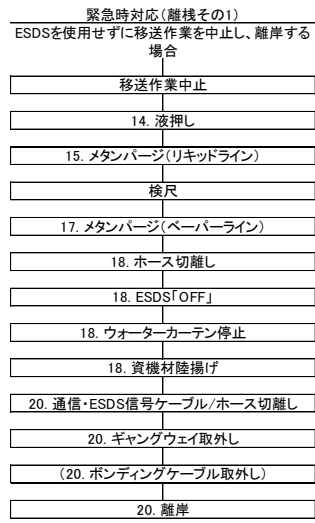 緊急時対応（離桟その1）
ESDSを使用せずに移送作業を中止し、離岸する
場合
移送作業中止
14. 液押し
15. メタンパージ（リキッドライン）
検尺
17. メタンパージ（ベーパーライン）
18. ホース切離し
18. ESDS「OFF」
18. ウォーターカーテン停止
18. 資機材陸揚げ
20. 通信・ESDS信号ケーブル/ホース切離し
20. ギャングウェイ取外し
（20. ボンディングケーブル取外し）
20. 離岸